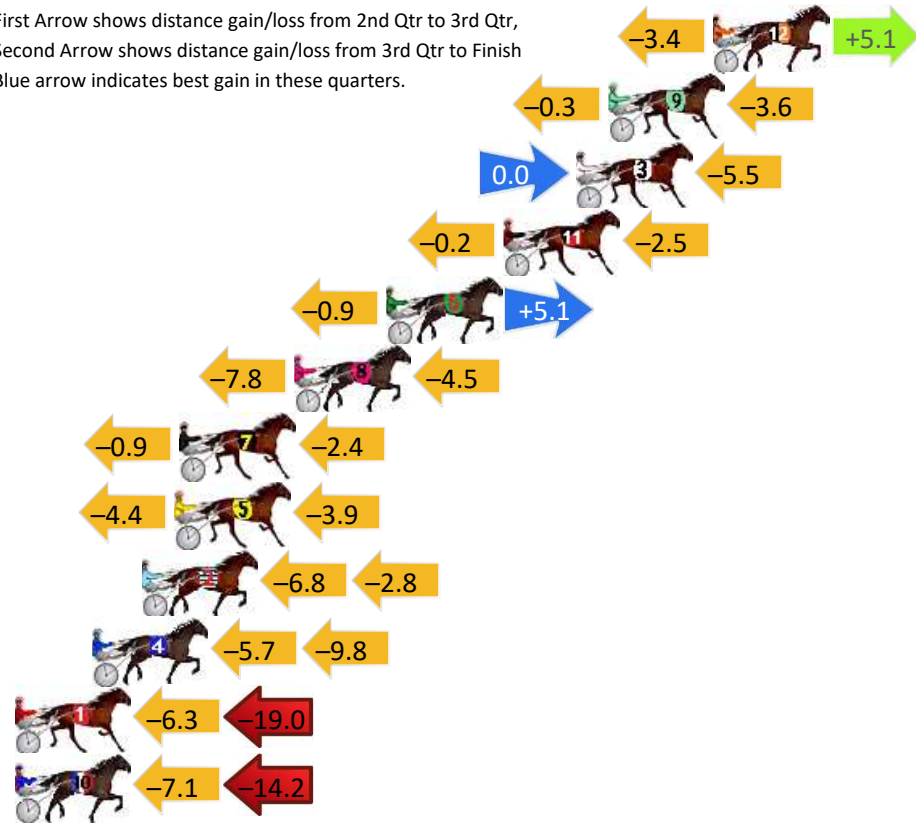 First Arrow shows distance gain/loss from 2nd Qtr to 3rd Qtr,
Second Arrow shows distance gain/loss from 3rd Qtr to Finish
Blue arrow indicates best gain in these quarters.
–3.4 12 +5.1
–0.3 9 –3.6
0.0 3 –5.5
–0.2 11 –2.5
–0.9 6 +5.1
–7.8 8 –4.5
–0.9 7 –2.4
–4.4 5 –3.9
–6.8 –2.8
4 –5.7 –9.8
1 –6.3 –19.0
10 –7.1 –14.2